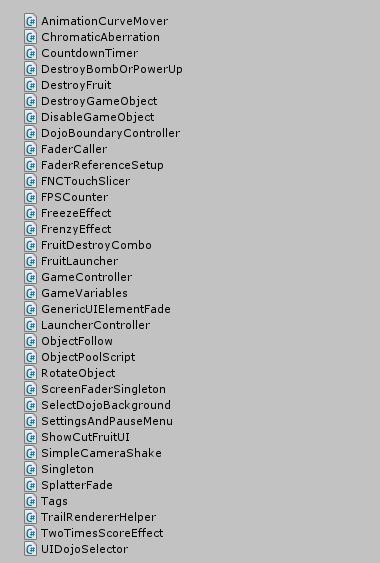 AnimationCurveMover
ChromaticAberration
CountdownTimer
DestroyBombOrPowerUp
DestroyFruit
DestroyGameObject
DisableGameObject
DojoBoundaryController
FaderCaller
FaderReferenceSetup
FNCTouchSlicer
FPSCounter
FreezeEffect
FrenzyEffect
FruitDestroyCombo
FruitLauncher
GameController
GameVariables
GenericUIElementFade
LauncherController
ObjectFollow
ObjectPoolScript
RotateObject
ScreenFaderSingleton
SelectDojoBackground
SettingsAndPauseMenu
ShowCutFruitUI
SimpleCameraShake
Singleton
SplatterFade
Tags
TrailRendererHelper
TwoTimesScoreEffect
UIDojoSelector